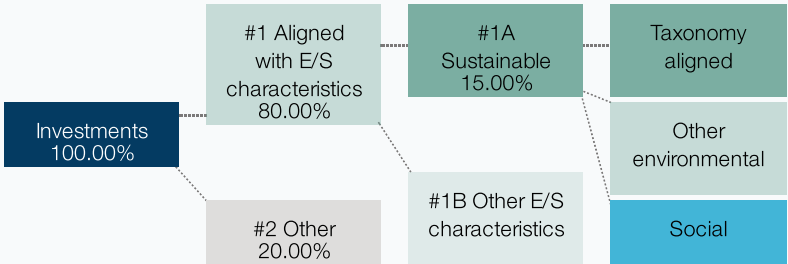 Investments
100.00%
#1 Aligned
with E/S
characteristics
80.00%
#2 Other
20.00%
#1A
Sustainable
15.00%
#1B Other E/S
characteristics
Taxonomy
aligned
Other
environmental
Social